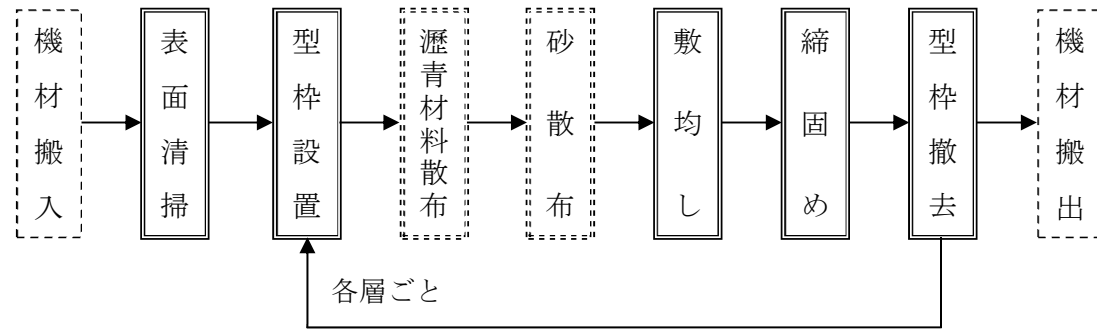 機材搬入
表面清掃
型枠設置
瀝青材料散布
砂散布
敷均し
締固め
型枠撤去
機材搬出
各層ごと